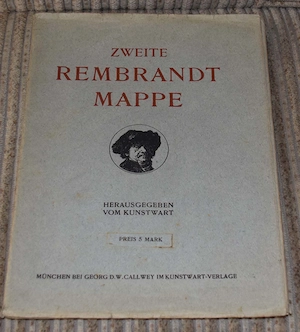 ZWEITE
REMBRANDT
MAPPE
HERAUSGEGEBEN
VOM KUNSTWART
PREIS 5 MARK
MÜNCHEN BEI GEORG D. W. CALLWEY IM KUNSTWART-VERLAGE